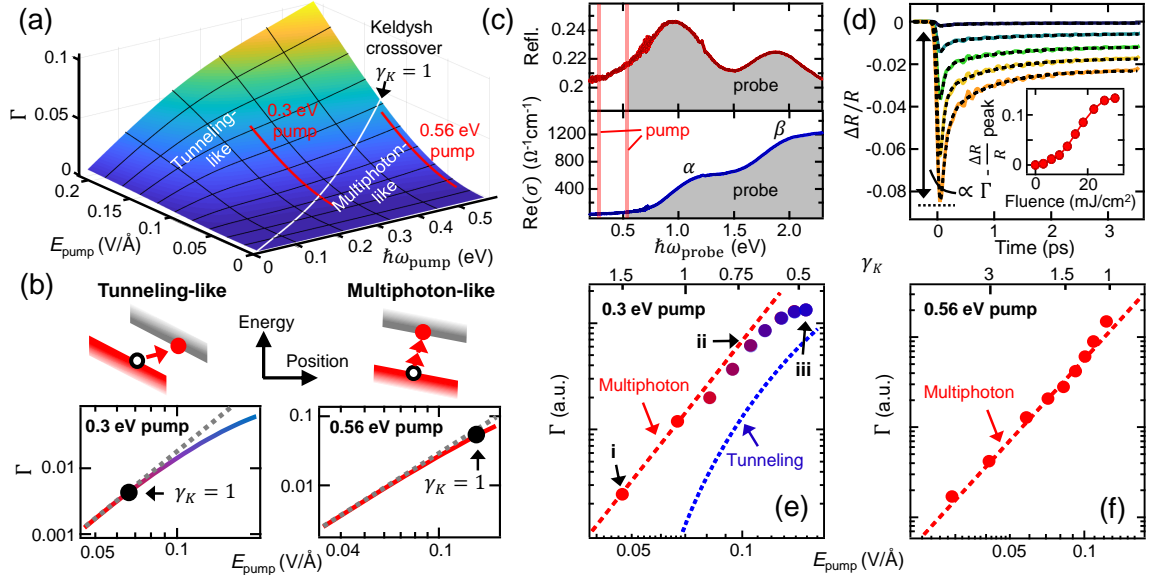 (a)
Keldysh
crossover
γK = 1
0.1
0.05
0
Γ
0.3 eV
pump
0.56 eV
pump
Tunneling-
like
Multiphoton-
like
0.2
0.15
0.1
0.05
0
Epump (V/Å)
0
0.1
0.2
0.3
0.4
0.5
ℏωpump (eV)
(b)
Tunneling-like
Multiphoton-like
Energy
Position
0.3 eV pump
Γ
0.01
0.001
γK = 1
0.05
0.1
Epump (V/Å)
0.56 eV pump
0.1
0.01
γK = 1
0.04
0.1
(c)
Refl.
0.24
0.22
0.2
probe
Re(σ) (Ω-1cm-1)
1200
800
400
pump
α
β
probe
0.5
1.0
1.5
2.0
ℏωprobe (eV)
(d)
ΔR/R
0
-0.02
-0.04
-0.06
-0.08
∝ Γ
- ΔR/R peak
0.1
0.0
0
20
Fluence (mJ/cm2)
0
1
2
3
Time (ps)
γK
1.5
1
0.75
0.5
0.3 eV pump
ii
iii
Multiphoton
i
Tunneling
Γ (a.u.)
(e)
0.05
0.1
Epump (V/Å)
3
1.5
1
0.56 eV pump
Multiphoton
Γ (a.u.)
(f)
0.05
0.1